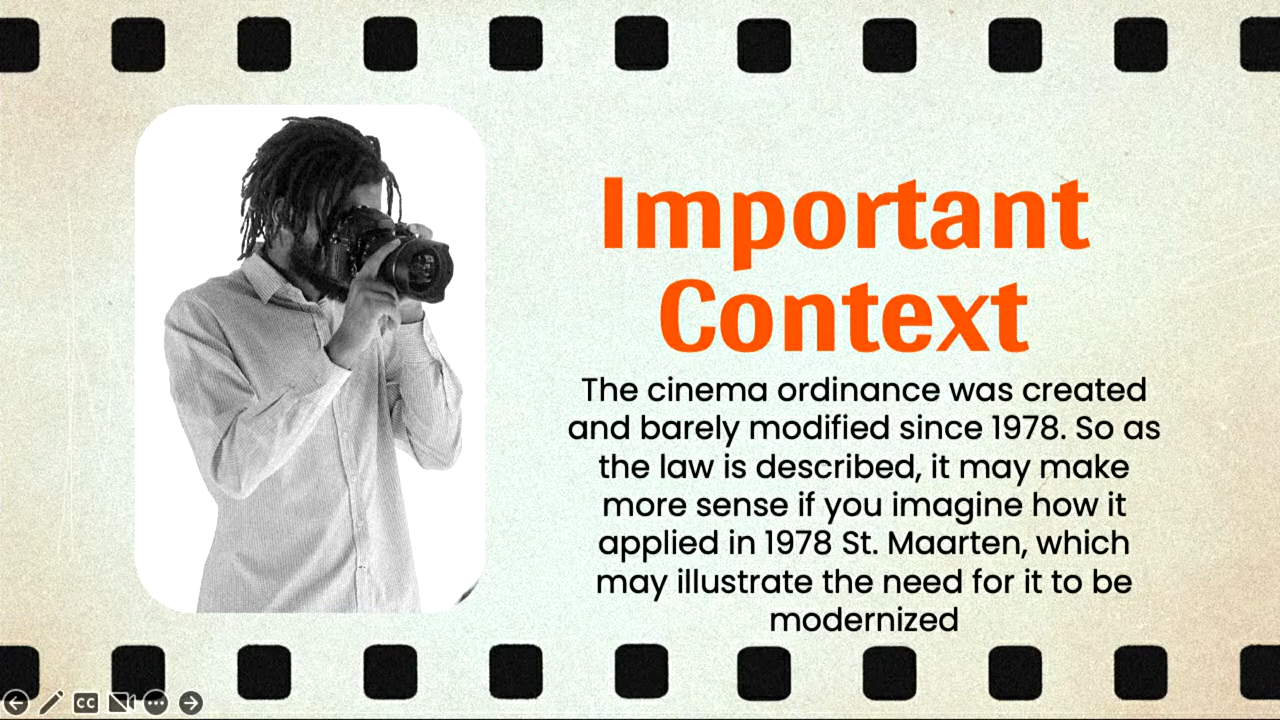 Important
Context
The cinema ordinance was created
and barely modified since 1978. So as
the law is described, it may make
more sense if you imagine how it
applied in 1978 St. Maarten, which
may illustrate the need for it to be
modernized
CC